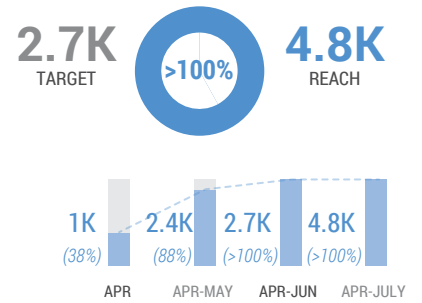 2.7K
TARGET
>100%
4.8K
REACH
1K 2.4K 2.7K 4.8K
(38%) (88%) (>100%) (>100%)
APR APR-MAY APR-JUN APR-JULY